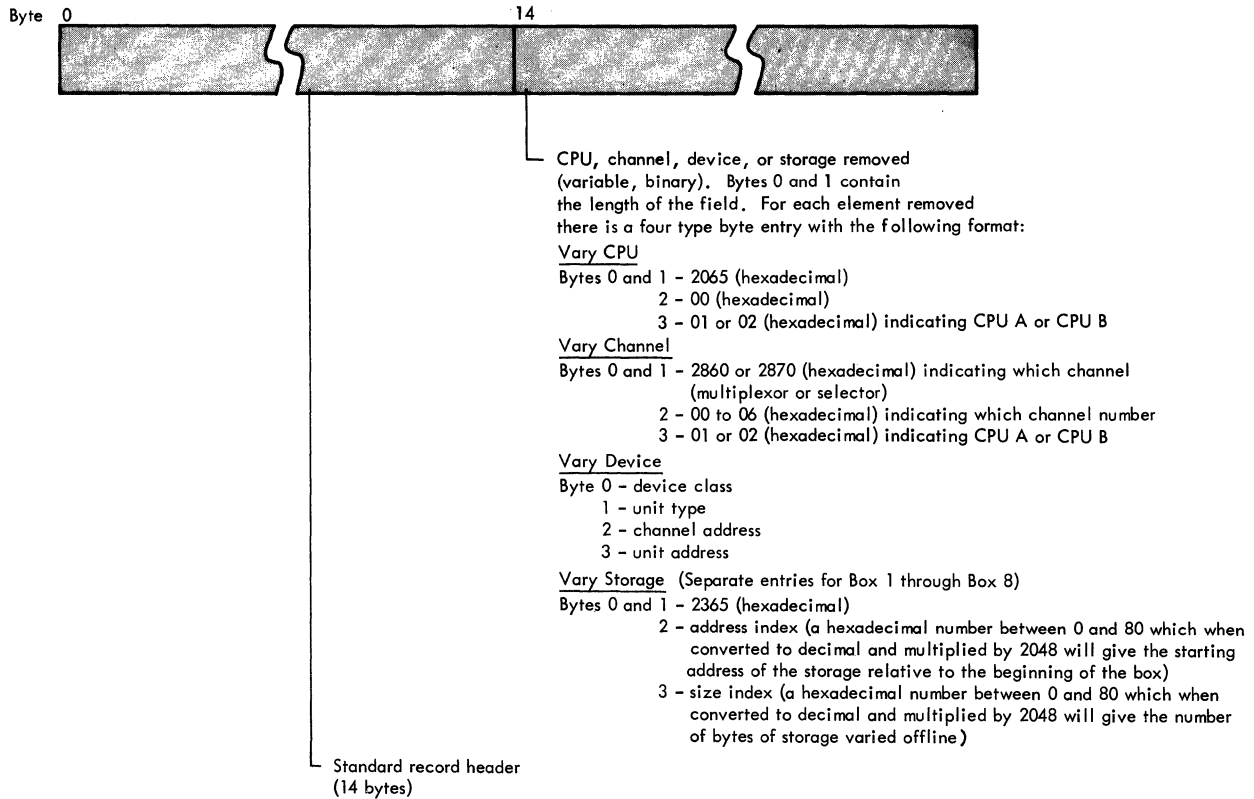 Byte 0 14
CPU, channel, device, or storage removed
(variable, binary). Bytes 0 and 1 contain
the length of the field. For each element removed
there is a four type byte entry with the following format:
Vary CPU
Bytes 0 and 1 - 2065 (hexadecimal)
2 - 00 (hexadecimal)
3 - 01 or 02 (hexadecimal) indicating CPU A or CPU B
Vary Channel
Bytes 0 and 1 - 2860 or 2870 (hexadecimal) indicating which channel
(multiplexor or selector)
2 - 00 to 06 (hexadecimal) indicating which channel number
3 - 01 or 02 (hexadecimal) indicating CPU A or CPU B
Vary Device
Byte 0 - device class
1 - unit type
2 - channel address
3 - unit address
Vary Storage (Separate entries for Box 1 through Box 8)
Bytes 0 and 1 - 2365 (hexadecimal)
2 - address index (a hexadecimal number between 0 and 80 which when
converted to decimal and multiplied by 2048 will give the starting
address of the storage relative to the beginning of the box)
3 - size index (a hexadecimal number between 0 and 80 which when
converted to decimal and multiplied by 2048 will give the number
of bytes of storage varied offline)
Standard record header
(14 bytes)